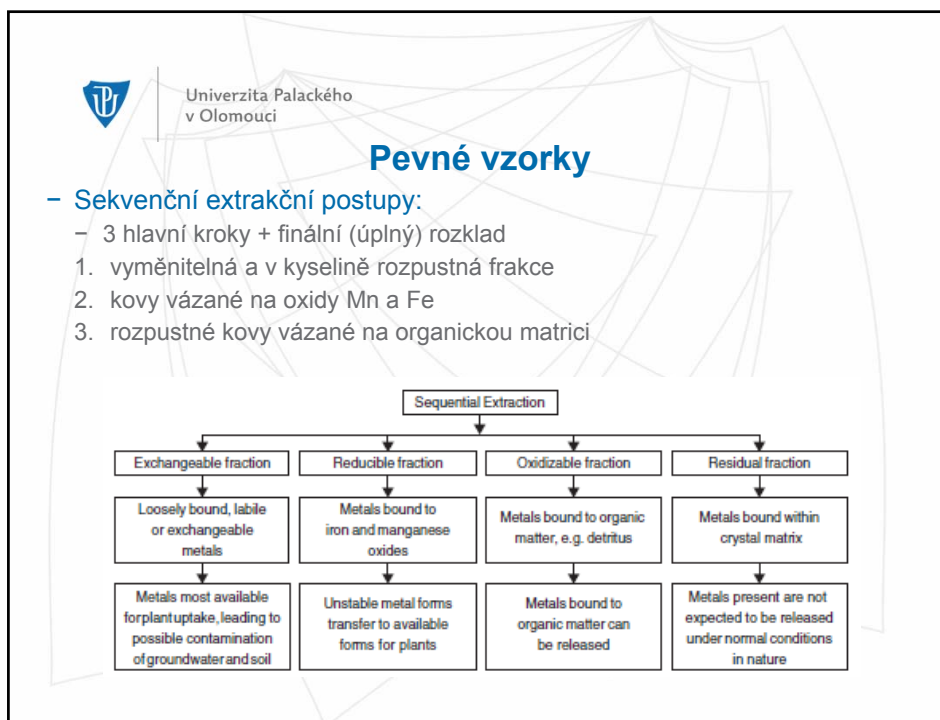 Univerzita Palackého
v Olomouci
Pevné vzorky
− Sekvenční extrakční postupy:
− 3 hlavní kroky + finální (úplný) rozklad
1. vyměnitelná a v kyselině rozpustná frakce
2. kovy vázané na oxidy Mn a Fe
3. rozpustné kovy vázané na organickou matrici
Sequential Extraction
Exchangeable fraction
Loosely bound, labile
or exchangeable
metals
Metals most available
for plant uptake, leading to
possible contamination
of groundwater and soil
Reducible fraction
Metals bound to
iron and manganese
oxides
Unstable metal forms
transfer to available
forms for plants
Oxidizable fraction
Metals bound to organic
matter, e.g. detritus
Metals bound to
organic matter can
be released
Residual fraction
Metals bound within
crystal matrix
Metals present are not
expected to be released
under normal conditions
in nature